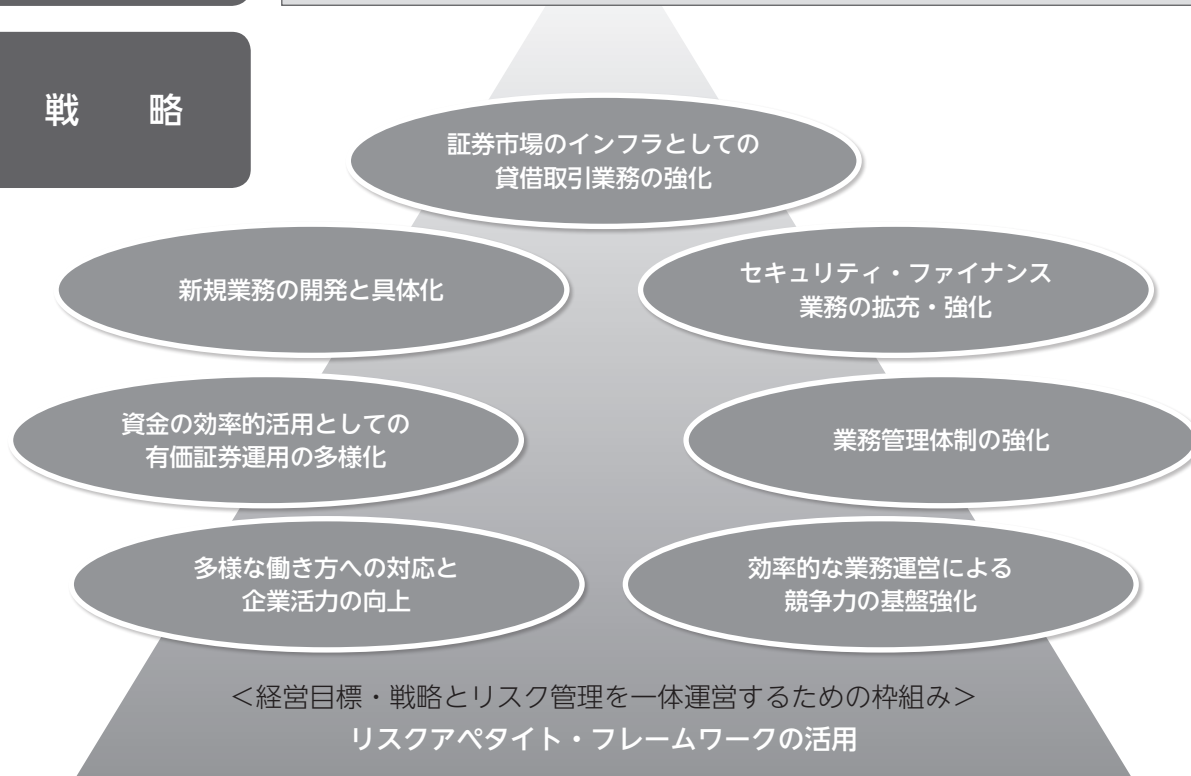 戦　略
証券市場のインフラとしての
貸借取引業務の強化
新規業務の開発と具体化
セキュリティ・ファイナンス
業務の拡充・強化
資金の効率的活用としての
有価証券運用の多様化
業務管理体制の強化
多様な働き方への対応と
企業活力の向上
効率的な業務運営による
競争力の基盤強化
＜経営目標・戦略とリスク管理を一体運営するための枠組み＞
リスクアペタイト・フレームワークの活用